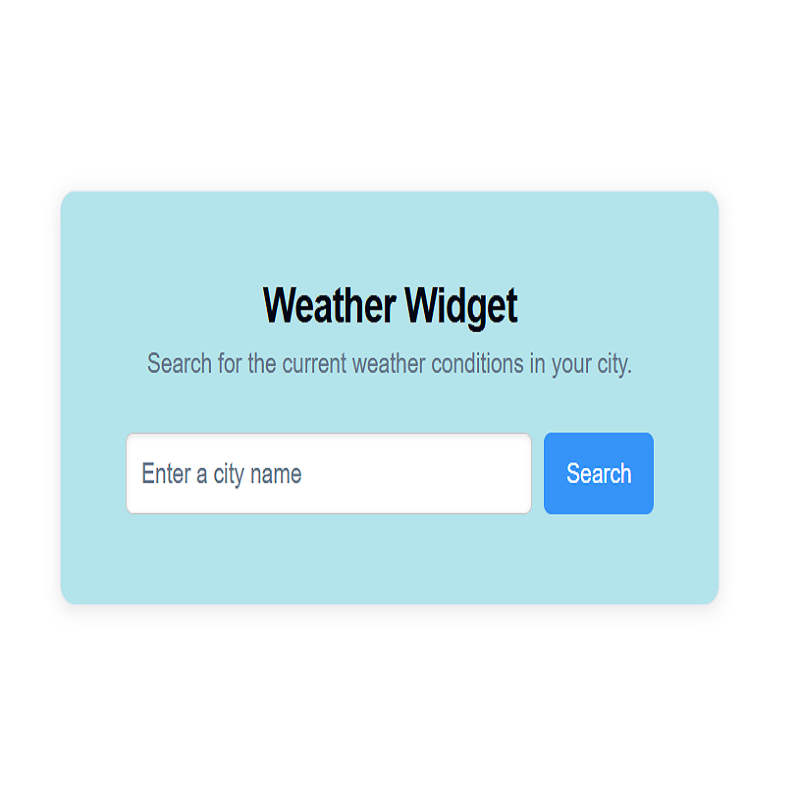 Weather Widget
Search for the current weather conditions in your city.
Enter a city name
Search